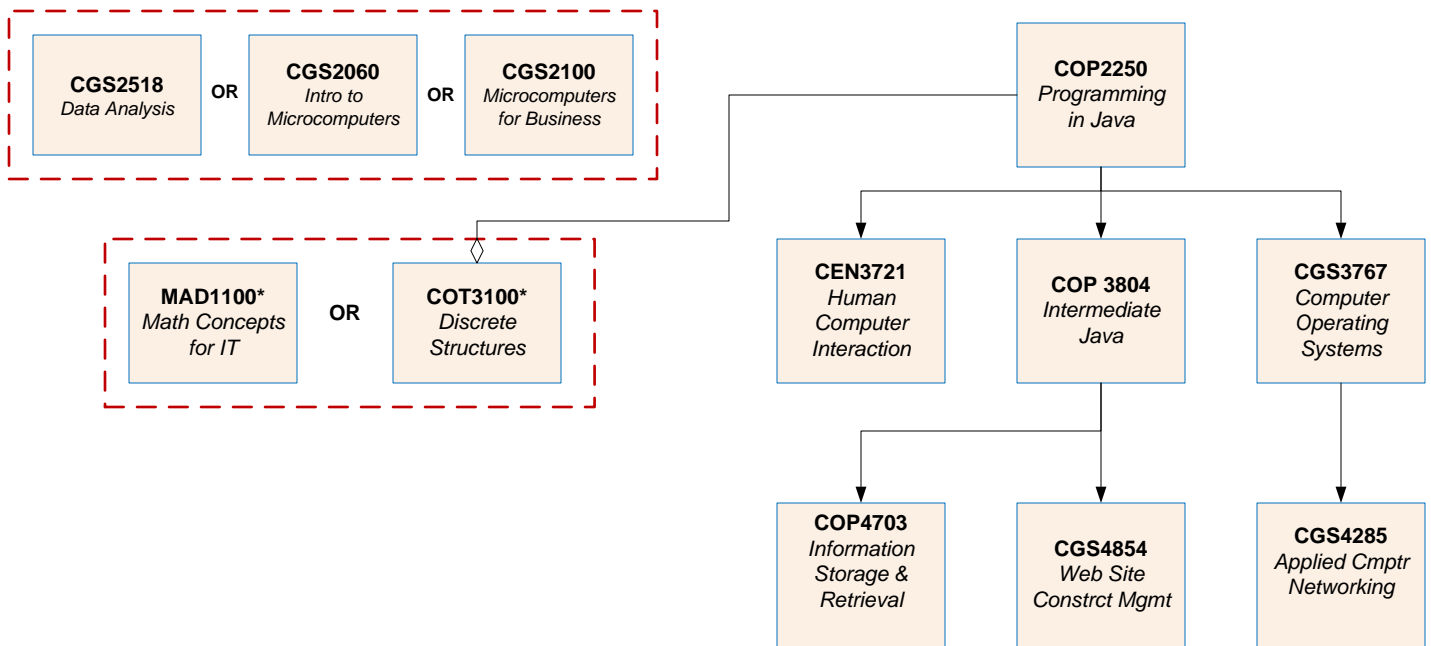 CGS2518
Data Analysis
OR
CGS2060
Intro to
Microcomputers
OR
CGS2100
Microcomputers
for Business
COP2250
Programming
in Java
MAD1100*
Math Concepts
for IT
OR
COT3100*
Discrete
Structures
CEN3721
Human
Computer
Interaction
COP 3804
Intermediate
Java
CGS3767
Computer
Operating
Systems
COP4703
Information
Storage &
Retrieval
CGS4854
Web Site
Constrct Mgmt
CGS4285
Applied Cmptr
Networking